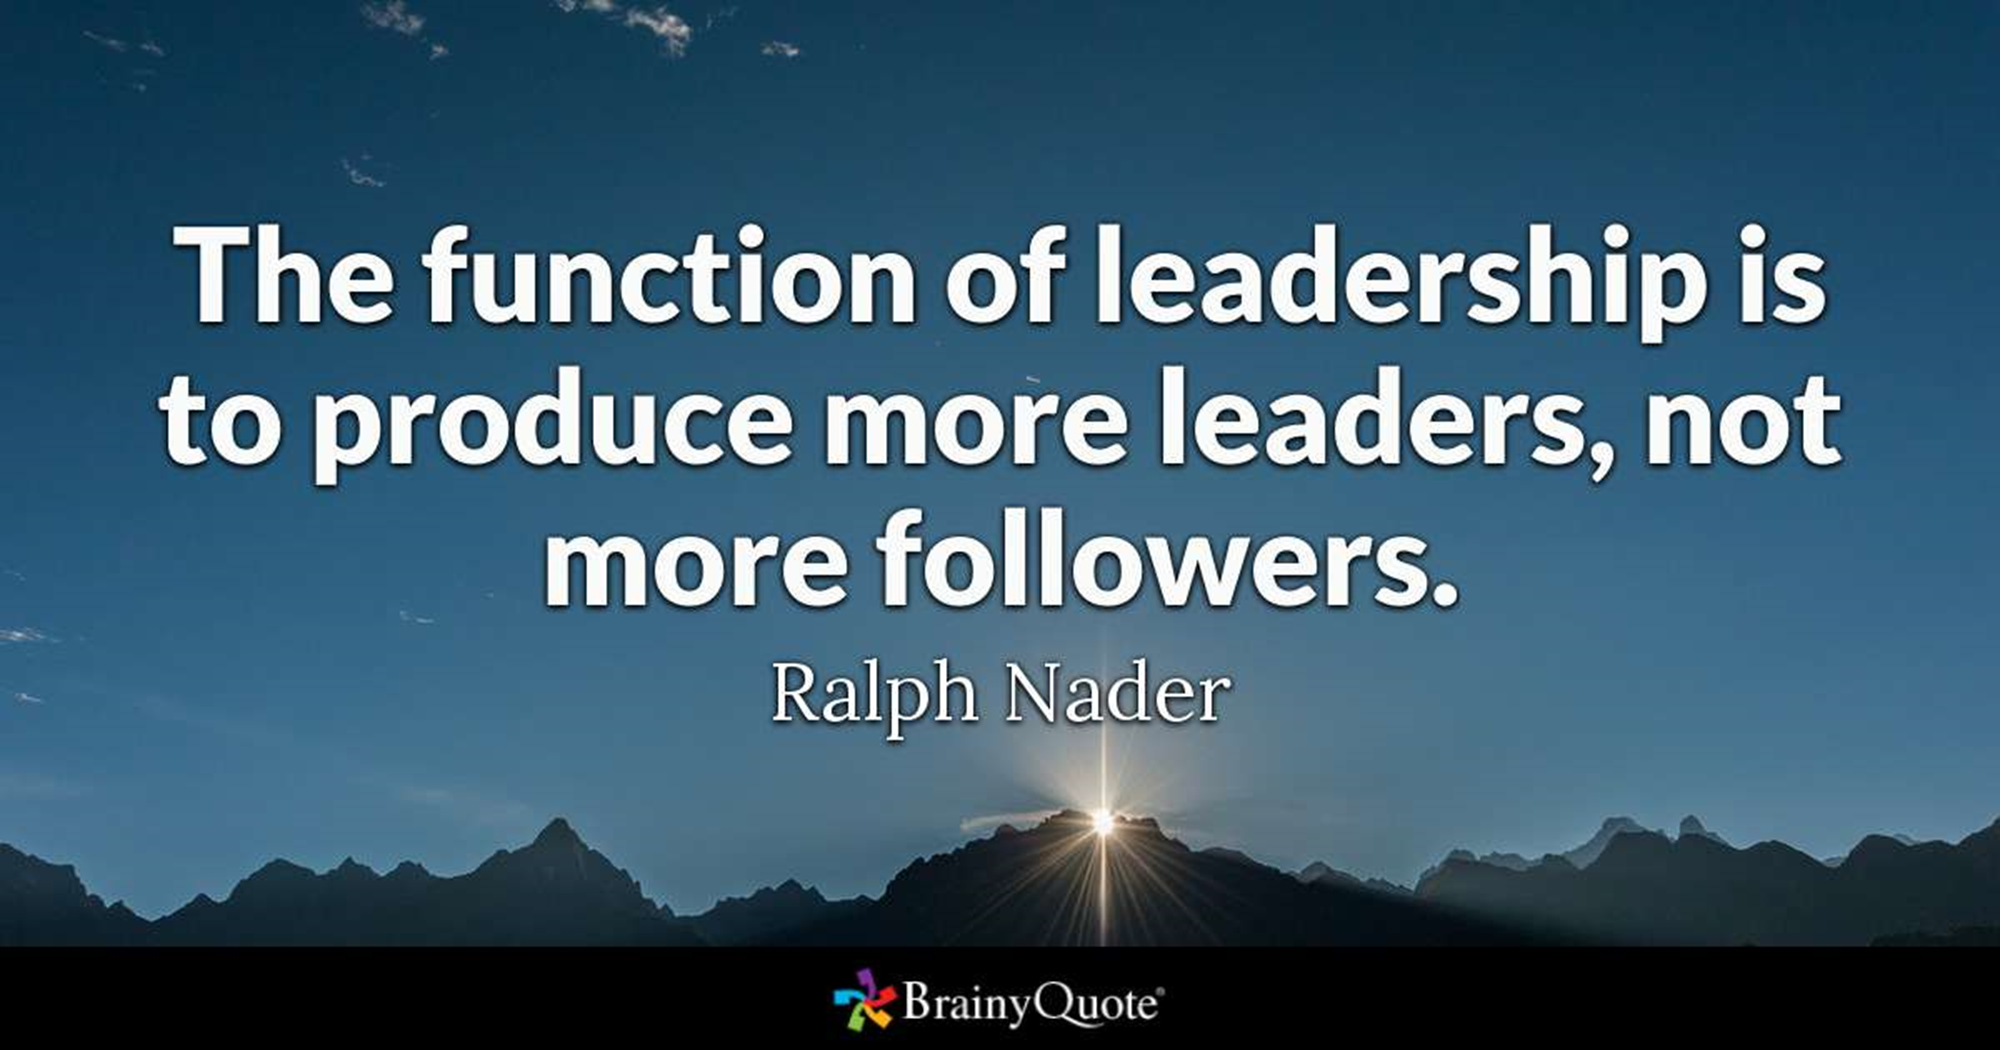 The function of leadership is
to produce more leaders, not
more followers.
Ralph Nader
BrainyQuote®